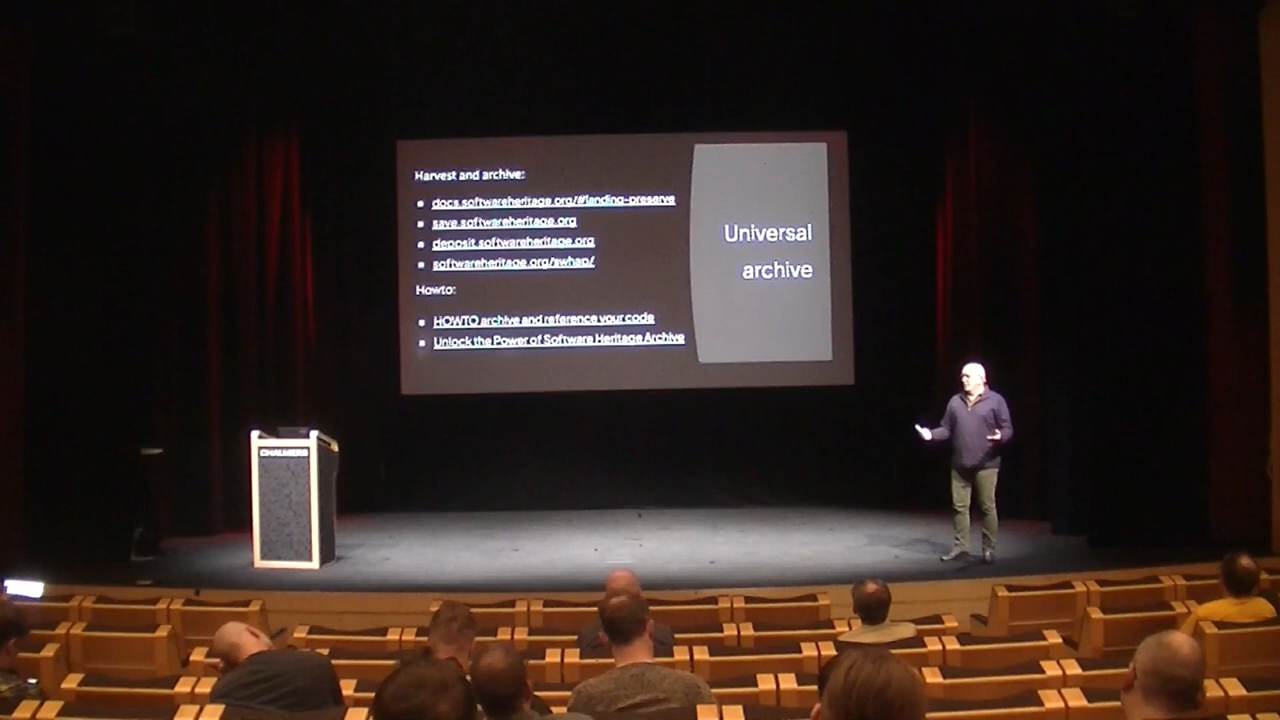 Harvest and archive:
docs.softwareheritage.org/#landing-preserve
save.softwareheritage.org
deposit.softwareheritage.org
softwareheritage.org/swhap/
Howto:
HOWTO archive and reference your code
Unlock the Power of Software Heritage Archive
Universal
archive
CHALMERS